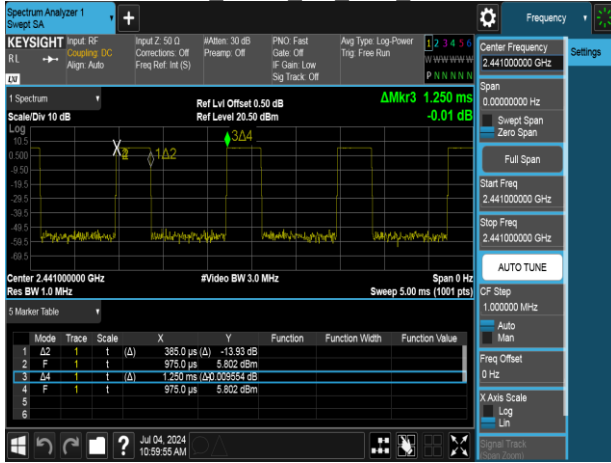 Spectrum Analyzer 1
Swept SA
+
Frequency
KEYSIGHT
RL
Input: RF
Coupling: DC
Align: Auto
Input Z: 50 Ω
Corrections: Off
Freq Ref: Int (S)
#Atten: 30 dB
Preamp: Off
PNO: Fast
Gate: Off
IF Gain: Low
Sig Track: Off
Avg Type: Log-Power
Trig: Free Run
1 2 3 4 5 6
W W W W W W
P N N N N N
Settings
Center Frequency
2.441000000 GHz
Span
0.00000000 Hz
Swept Span
Zero Span
Full Span
Start Freq
2.441000000 GHz
Stop Freq
2.441000000 GHz
AUTO TUNE
CF Step
1.000000 MHz
Auto
Man
Freq Offset
0 Hz
X Axis Scale
Log
Lin
Signal Track
(Span Zoom)
1 Spectrum
Scale/Div 10 dB
Ref Lvl Offset 0.50 dB
Ref Level 20.50 dBm
ΔMkr3 1.250 ms
-0.01 dB
Log
10.5
0.500
-9.50
-19.5
-29.5
-39.5
-49.5
-59.5
-69.5
1Δ2
3Δ4
Center 2.441000000 GHz
Res BW 1.0 MHz
#Video BW 3.0 MHz
Span 0 Hz
Sweep 5.00 ms (1001 pts)
5 Marker Table
Mode Trace Scale X Y Function Function Width Function Value
1 Δ2 1 t (Δ) 385.0 µs (Δ) -13.93 dB
2 F 1 t 975.0 µs 5.802 dBm
3 Δ4 1 t (Δ) 1.250 ms (Δ) -0.009554 dB
4 F 1 t 975.0 µs 5.802 dBm
5
6
?
Jul 04, 2024
10:59:55 AM